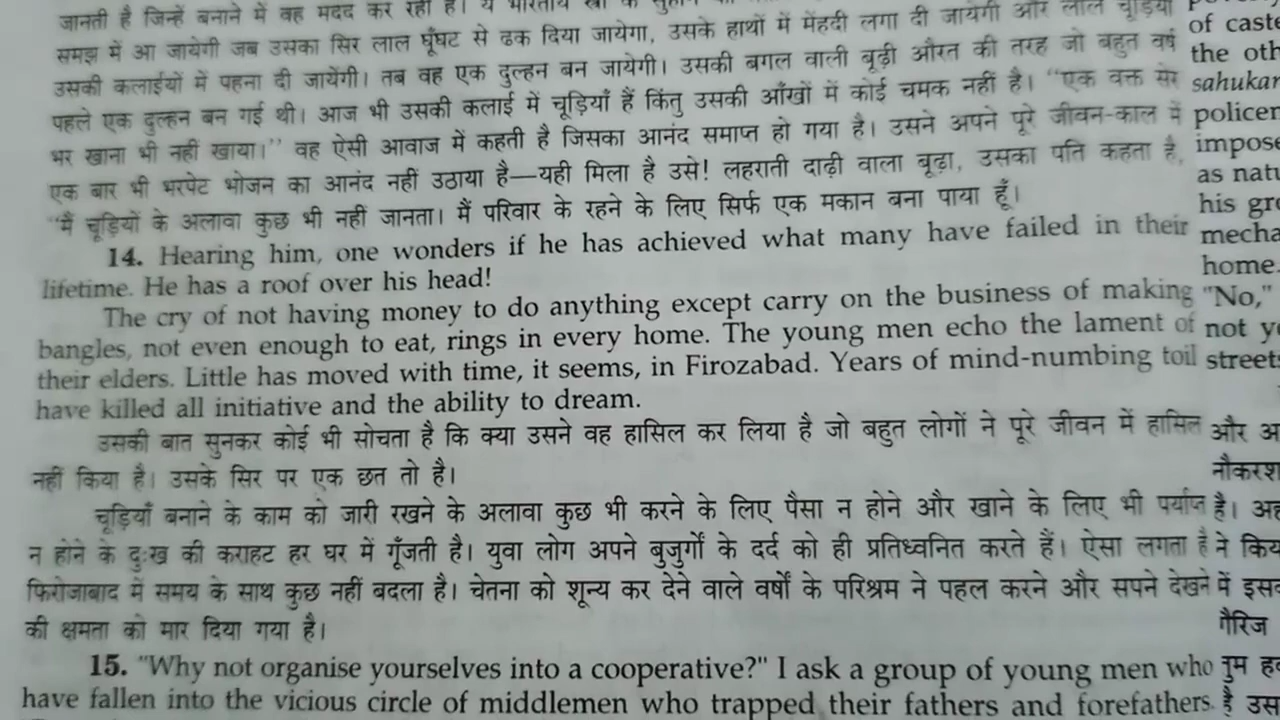 जानती है जिन्हें बनाने में वह मदद कर रही है। ये भारतीय
समझ में आ जायेगी जब उसका सिर लाल घूँघट से ढक दिया जायेगा, उसके हाथों में मेंहदी लगा दी जायेगी और लाल चूड़ियाँ
उसकी कलाईयों में पहना दी जायेंगी। तब वह एक दुल्हन बन जायेगी। उसकी बगल वाली बूढ़ी औरत की तरह जो बहुत वर्ष
पहले एक दुल्हन बन गई थी। आज भी उसकी कलाई में चूड़ियाँ हैं किंतु उसकी आँखों में कोई चमक नहीं है। "एक वक्त सेर
भर खाना भी नहीं खाया।" वह ऐसी आवाज में कहती है जिसका आनंद समाप्त हो गया है। उसने अपने पूरे जीवन-काल में
एक बार भी भरपेट भोजन का आनंद नहीं उठाया है—यही मिला है उसे! लहराती दाढ़ी वाला बूढ़ा, उसका पति कहता है,
"मैं चूड़ियों के अलावा कुछ भी नहीं जानता। मैं परिवार के रहने के लिए सिर्फ एक मकान बना पाया हूँ।
14. Hearing him, one wonders if he has achieved what many have failed in their
lifetime. He has a roof over his head!
The cry of not having money to do anything except carry on the business of making
bangles, not even enough to eat, rings in every home. The young men echo the lament of
their elders. Little has moved with time, it seems, in Firozabad. Years of mind-numbing toil
have killed all initiative and the ability to dream.
उसकी बात सुनकर कोई भी सोचता है कि क्या उसने वह हासिल कर लिया है जो बहुत लोगों ने पूरे जीवन में हासिल
नहीं किया है। उसके सिर पर एक छत तो है।
चूड़ियाँ बनाने के काम को जारी रखने के अलावा कुछ भी करने के लिए पैसा न होने और खाने के लिए भी पर्याप्त
न होने के दुःख की कराहट हर घर में गूँजती है। युवा लोग अपने बुजुर्गों के दर्द को ही प्रतिध्वनित करते हैं। ऐसा लगता है
फिरोजाबाद में समय के साथ कुछ नहीं बदला है। चेतना को शून्य कर देने वाले वर्षों के परिश्रम ने पहल करने और सपने देखने
की क्षमता को मार दिया गया है।
15. "Why not organise yourselves into a cooperative?" I ask a group of young men who
have fallen into the vicious circle of middlemen who trapped their fathers and forefathers.
of caste
the oth
sahukar
policem
impose
as natu
his gro
mecha
home.
"No,"
not yo
streets
और अ
नौकरश
है। अह
ने किय
में इस
गैरिज
तुम ह
है उस